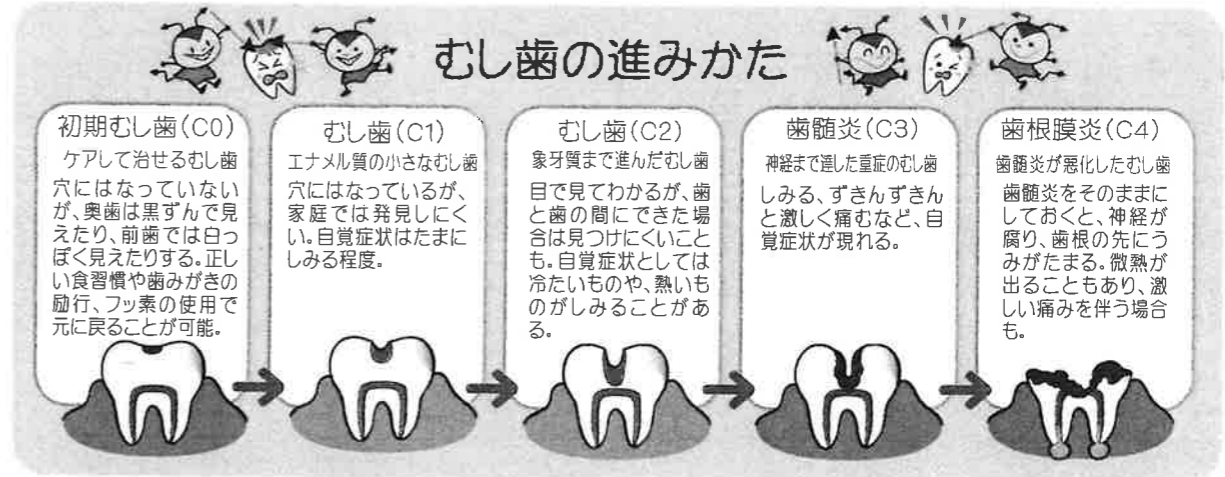 むし歯の進みかた
初期むし歯(C0)
ケアして治せるむし歯
穴にはなっていない
が、奥歯は黒ずんで見
えたり、前歯では白っ
ぽく見えたりする。正し
い食習慣や歯みがきの
励行、フッ素の使用で
元に戻ることが可能。
むし歯(C1)
エナメル質の小さなむし歯
穴にはなっているが、
家庭では発見しにく
い。自覚症状はたまに
しみる程度。
むし歯(C2)
象牙質まで進んだむし歯
目で見てわかるが、歯
と歯の間にできた場
合は見つけにくいこと
も。自覚症状としては
冷たいものや、熱いも
のがしみることがあ
る。
歯髄炎(C3)
神経まで達した重症のむし歯
しみる、ずきんずきん
と激しく痛むなど、自
覚症状が現れる。
歯根膜炎(C4)
歯髄炎が悪化したむし歯
歯髄炎をそのままに
しておくと、神経が
腐り、歯根の先にう
みがたまる。微熱が
出ることもあり、激
しい痛みを伴う場合
も。